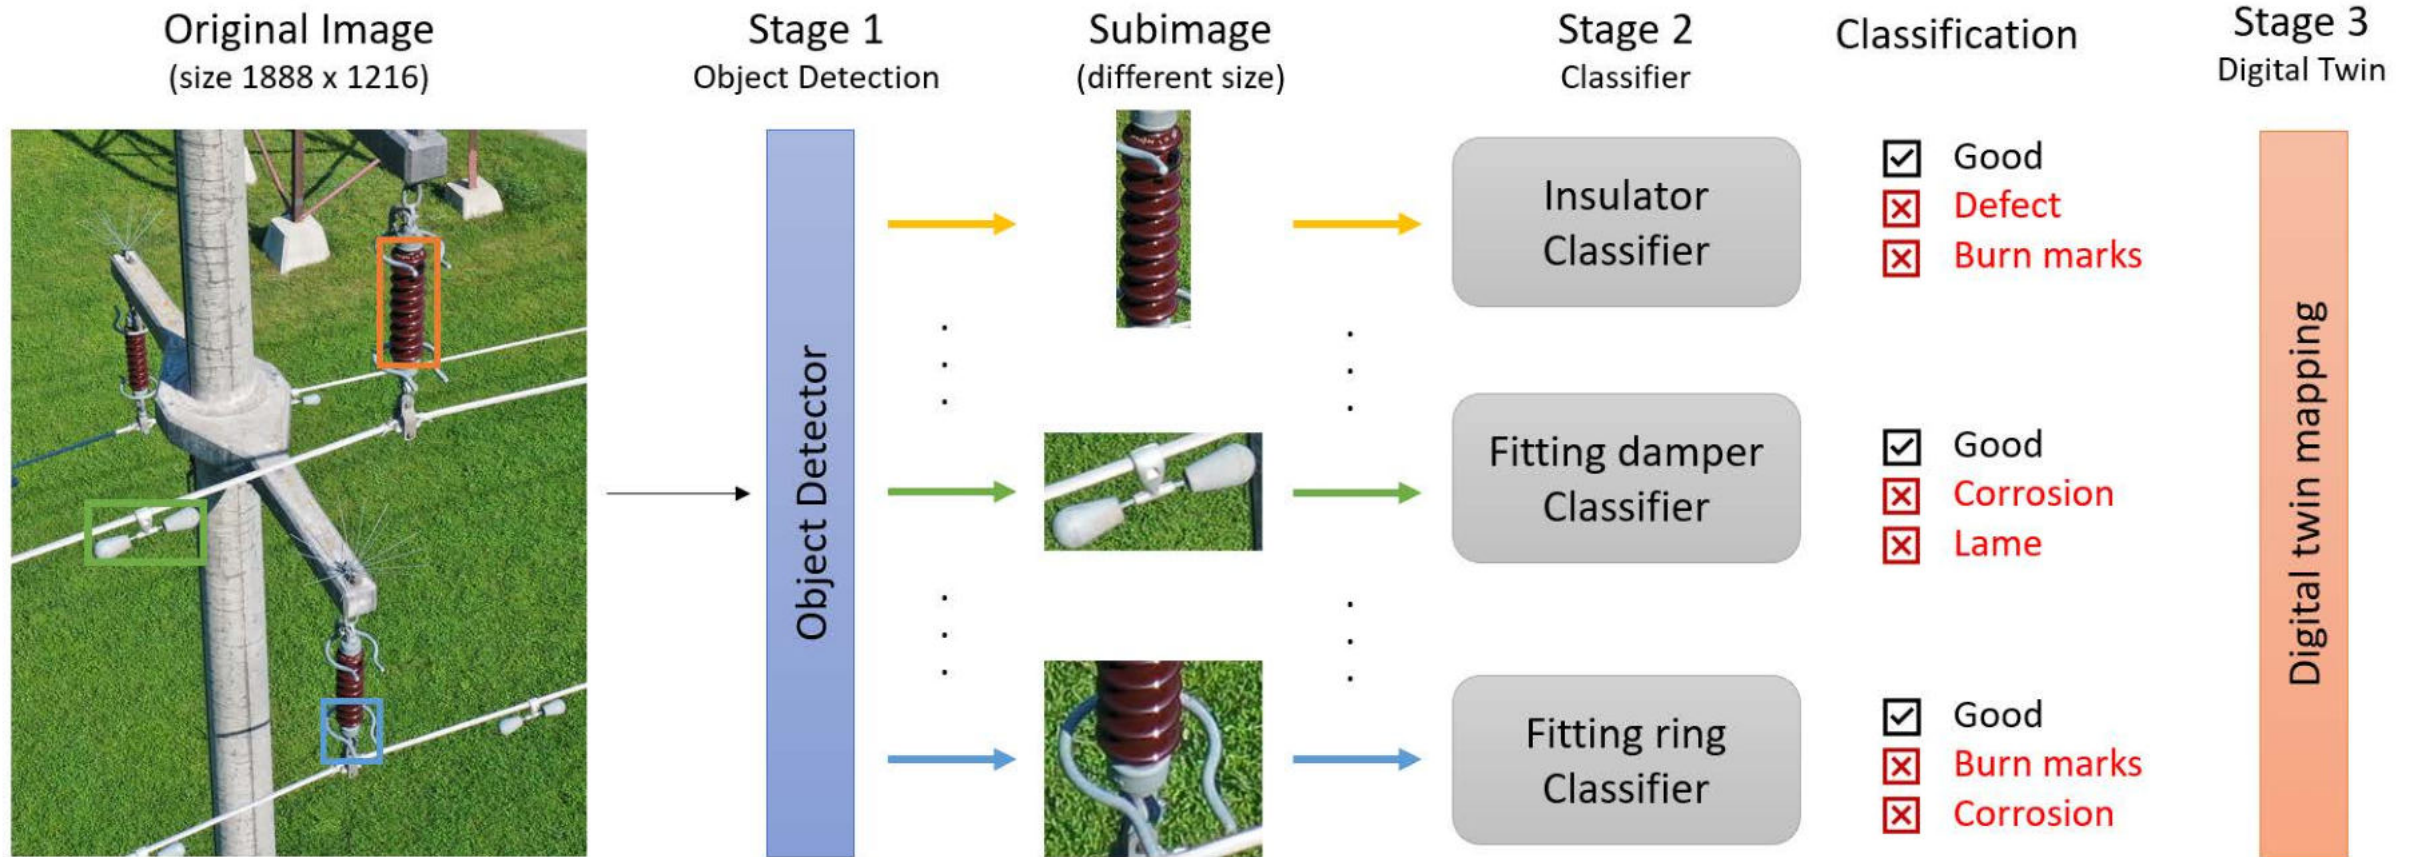 Original Image
(size 1888 x 1216)
Stage 1
Object Detection
Subimage
(different size)
Stage 2
Classifier
Classification
Stage 3
Digital Twin
Object Detector
Insulator
Classifier
Good
Defect
Burn marks
Fitting damper
Classifier
Good
Corrosion
Lame
Fitting ring
Classifier
Good
Burn marks
Corrosion
Digital twin mapping